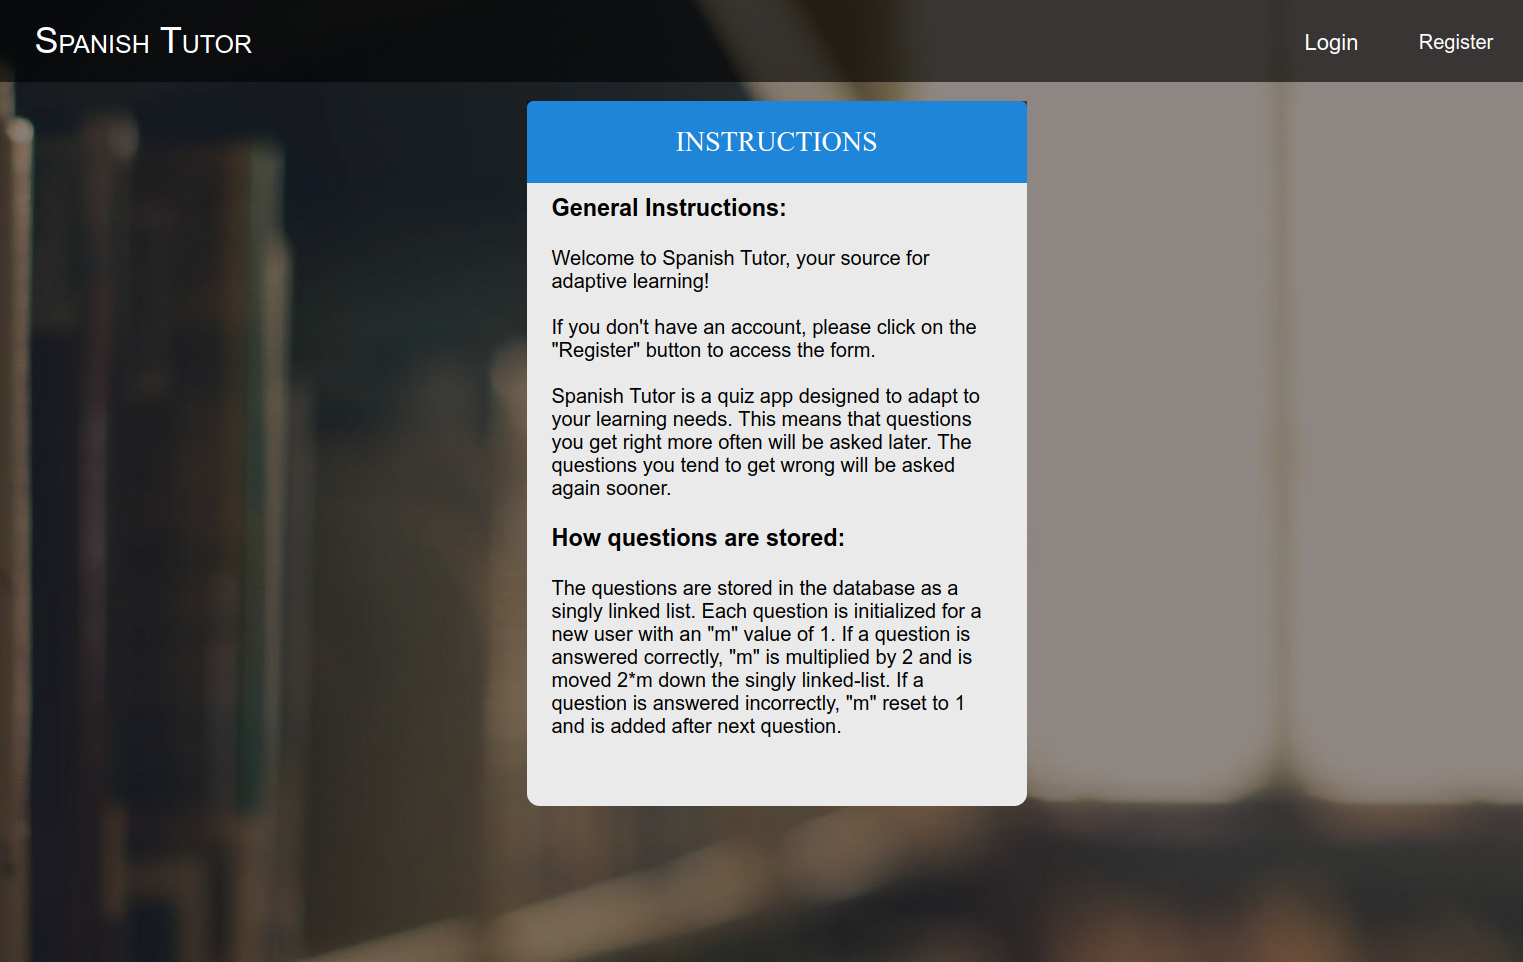 Spanish Tutor
Login
Register
INSTRUCTIONS
General Instructions:
Welcome to Spanish Tutor, your source for
adaptive learning!
If you don't have an account, please click on the
"Register" button to access the form.
Spanish Tutor is a quiz app designed to adapt to
your learning needs. This means that questions
you get right more often will be asked later. The
questions you tend to get wrong will be asked
again sooner.
How questions are stored:
The questions are stored in the database as a
singly linked list. Each question is initialized for a
new user with an "m" value of 1. If a question is
answered correctly, "m" is multiplied by 2 and is
moved 2*m down the singly linked-list. If a
question is answered incorrectly, "m" reset to 1
and is added after next question.